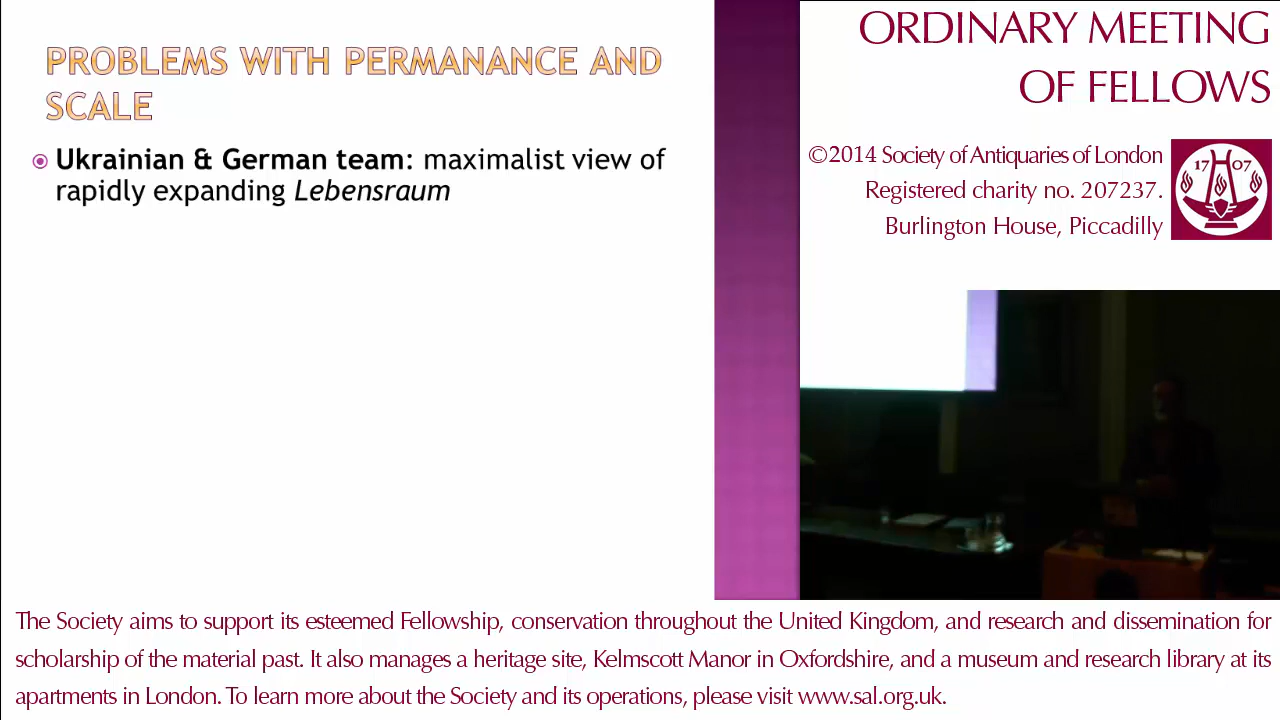 PROBLEMS WITH PERMANANCE AND
SCALE
Ukrainian & German team: maximalist view of
rapidly expanding Lebensraum
ORDINARY MEETING
OF FELLOWS
©2014 Society of Antiquaries of London
Registered charity no. 207237.
Burlington House, Piccadilly
17 07
The Society aims to support its esteemed Fellowship, conservation throughout the United Kingdom, and research and dissemination for
scholarship of the material past. It also manages a heritage site, Kelmscott Manor in Oxfordshire, and a museum and research library at its
apartments in London. To learn more about the Society and its operations, please visit www.sal.org.uk.